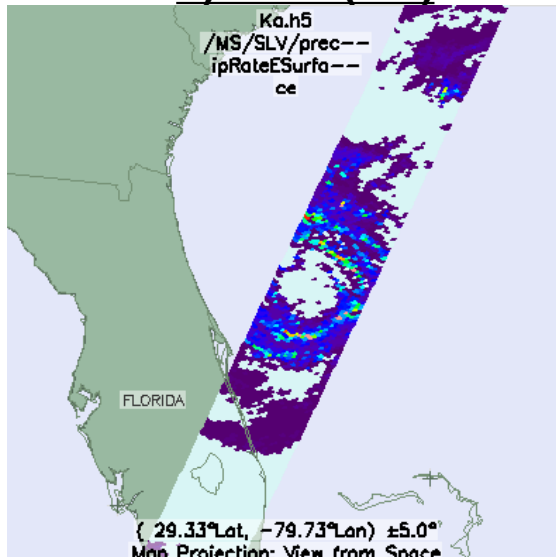 Ka.h5
/MS/SLV/prec--
ipRateESurfa--
ce
FLORIDA
( 29.33°Lat, -79.73°Lon) ±5.0°
Map Projection: View from Space